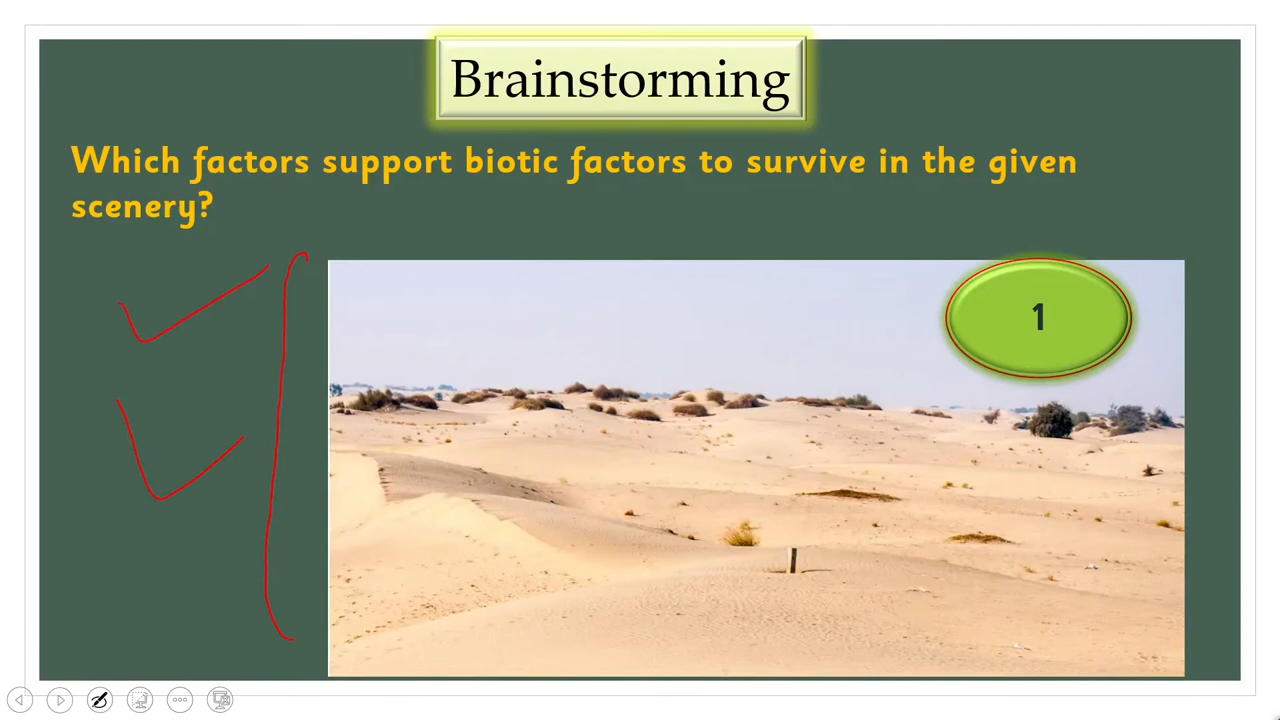 Brainstorming
Which factors support biotic factors to survive in the given
scenery?
1